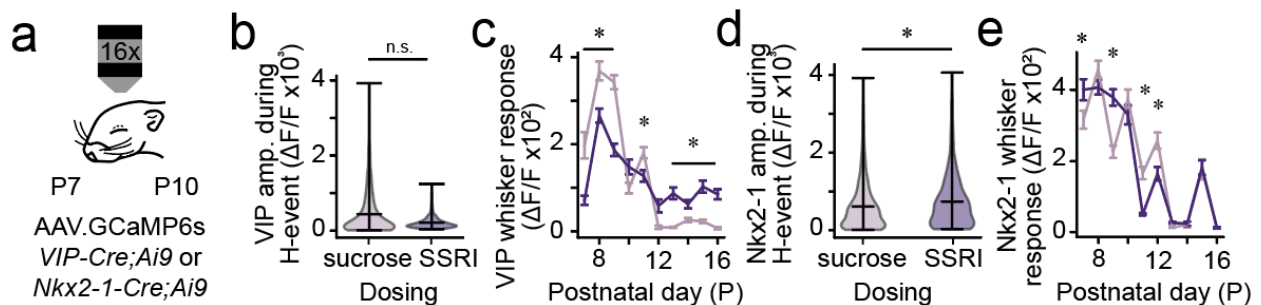 a
16x
P7 P10
AAV.GCaMP6s
VIP-Cre;Ai9 or
Nkx2-1-Cre;Ai9
b
VIP amp. during
H-event (ΔF/F x10³)
4
2
0
n.s.
sucrose SSRI
Dosing
c
VIP whisker response
(ΔF/F x10²)
4
2
0
*
*
*
8 12 16
Postnatal day (P)
d
Nkx2-1 amp. during
H-event (ΔF/F x10³)
4
2
0
*
sucrose SSRI
Dosing
e
Nkx2-1 whisker
response (ΔF/F x10²)
4
2
0
*
*
*
*
8 12 16
Postnatal day (P)